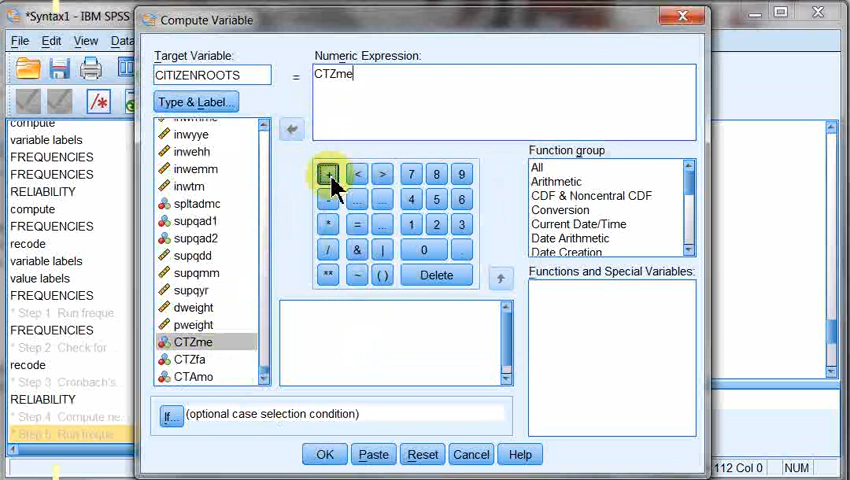 *Syntax1 - IBM SPSS
Compute Variable
File Edit View Data
Target Variable:
Numeric Expression:
CITIZENROOTS
=
CTZme
Type & Label...
compute
variable labels
FREQUENCIES
FREQUENCIES
RELIABILITY
compute
FREQUENCIES
recode
variable labels
value labels
FREQUENCIES
* Step 1 Run freque
FREQUENCIES
* Step 2 Check for
recode
* Step 3 Cronbach's...
RELIABILITY
* Step 4 Compute ne
* Step 5 Run freque
inwyye
inwehh
inwemm
inwtm
spltadmc
supqad1
supqad2
supqdd
supqmm
supqyr
dweight
pweight
CTZme
CTZfa
CTAmo
+ < > 7 8 9
- ... ... 4 5 6
* = ... 1 2 3
/ & | 0 .
** ~ ( ) Delete
Function group
All
Arithmetic
CDF & Noncentral CDF
Conversion
Current Date/Time
Date Arithmetic
Date Creation
Functions and Special Variables:
If... (optional case selection condition)
OK Paste Reset Cancel Help
112 Col 0 NUM